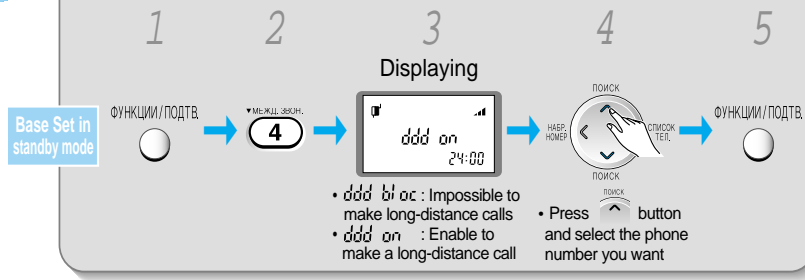 1 2 3 4 5
Displaying
Base Set in
standby mode
ФУНКЦИИ/ПОДТВ.
▼МЕЖД. ЗВОН.
4
ddd on
24:00
ПОИСК
НАБР.
НОМЕР
СПИСОК
ТЕЛ.
ПОИСК
ФУНКЦИИ/ПОДТВ.
• ddd bloc : Impossible to
make long-distance calls
• ddd on : Enable to
make a long-distance call
ПОИСК
• Press button
and select the phone
number you want